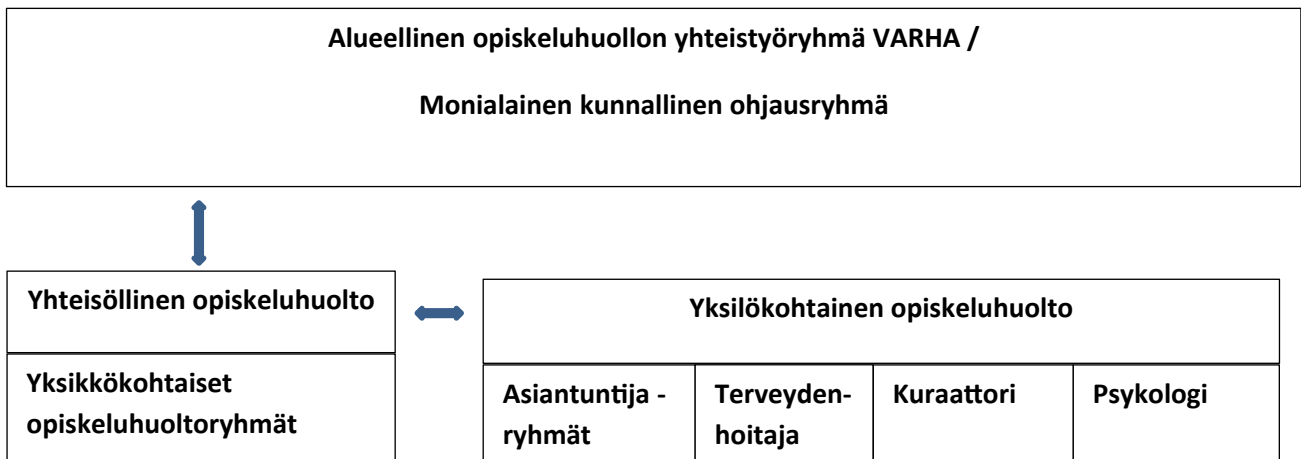 Alueellinen opiskeluhuollon yhteistyöryhmä VARHA /
Monialainen kunnallinen ohjausryhmä
Yhteisöllinen opiskeluhuolto
Yksikkökohtaiset
opiskeluhuoltoryhmät
Yksilökohtainen opiskeluhuolto
Asiantuntija -
ryhmät
Terveyden-
hoitaja
Kuraattori
Psykologi